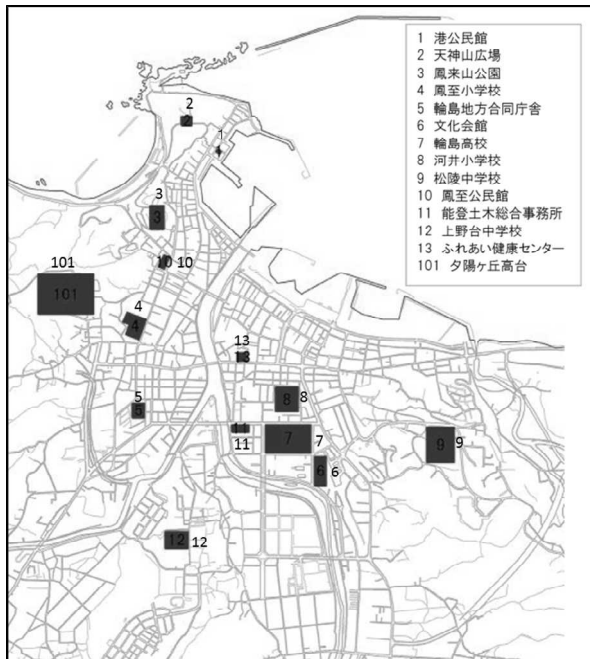 1 港公民館
2 天神山広場
3 鳳来山公園
4 鳳至小学校
5 輪島地方合同庁舎
6 文化会館
7 輪島高校
8 河井小学校
9 松陵中学校
10 鳳至公民館
11 能登土木総合事務所
12 上野台中学校
13 ふれあい健康センター
101 夕陽ヶ丘高台
2
2
1
3
3
10 10
101
101
4
4
13
13
5
5
8 8
11
11
7 7
9 9
6 6
12 12